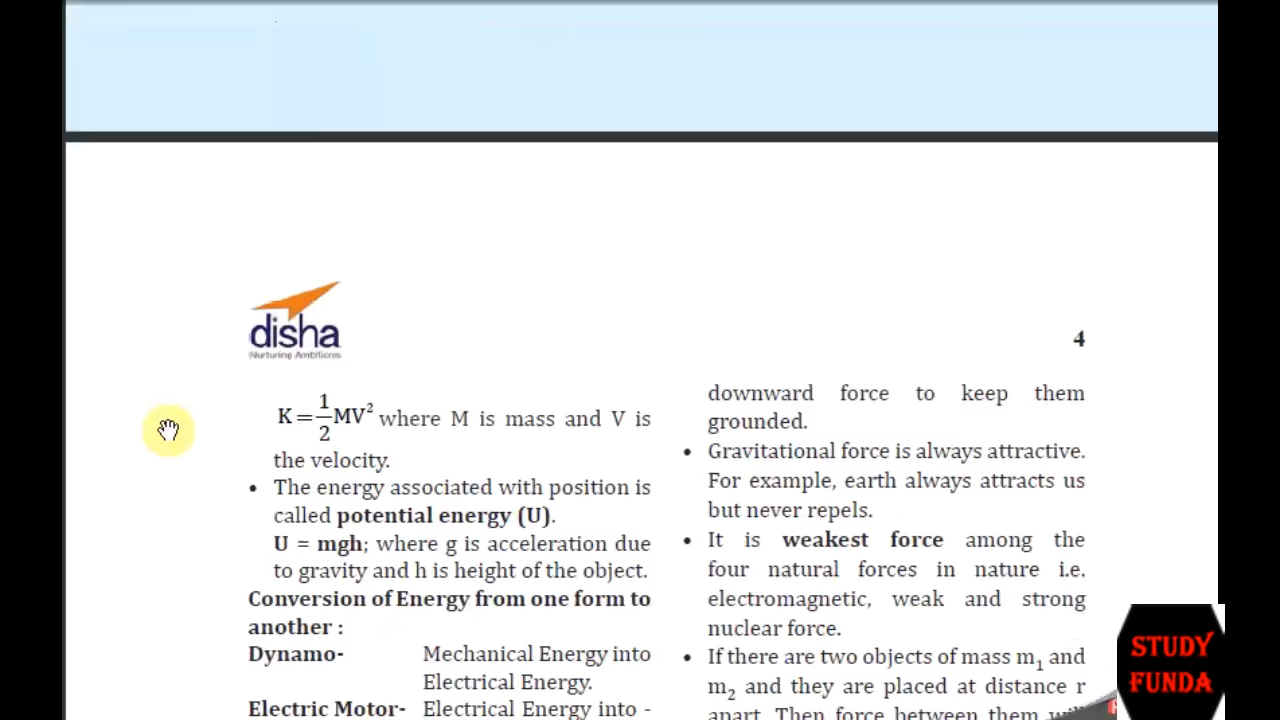 disha
Nurturing Ambitions
4
K = 1/2 MV² where M is mass and V is
the velocity.
• The energy associated with position is
called potential energy (U).
U = mgh; where g is acceleration due
to gravity and h is height of the object.
Conversion of Energy from one form to
another :
Dynamo- Mechanical Energy into
Electrical Energy.
Electric Motor- Electrical Energy into -
downward force to keep them
grounded.
• Gravitational force is always attractive.
For example, earth always attracts us
but never repels.
• It is weakest force among the
four natural forces in nature i.e.
electromagnetic, weak and strong
nuclear force.
• If there are two objects of mass m₁ and
m₂ and they are placed at distance r
apart. Then force between them will
STUDY
FUNDA